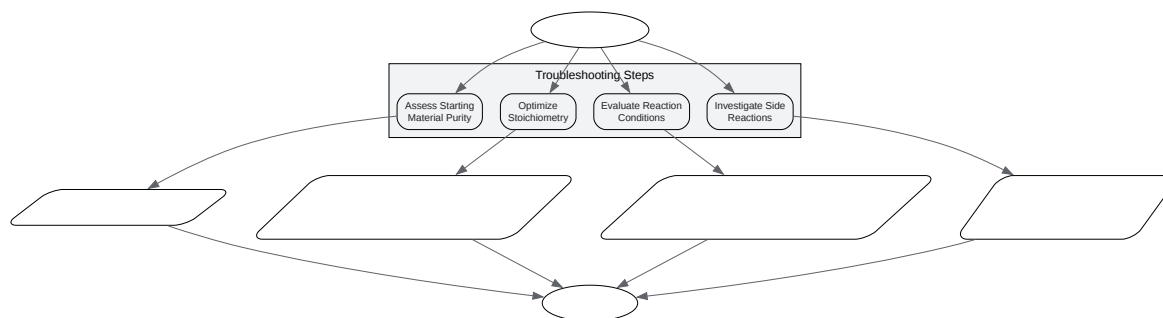 Troubleshooting Steps
Assess Starting
Material Purity
Optimize
Stoichiometry
Evaluate Reaction
Conditions
Investigate Side
Reactions